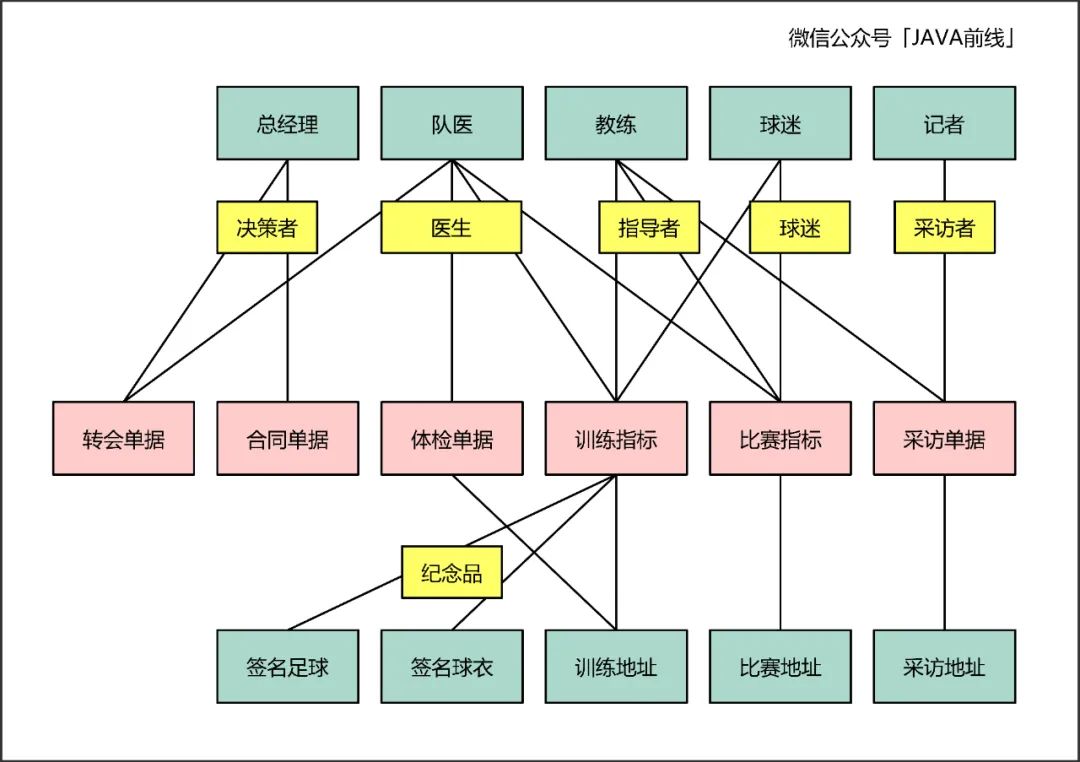 微信公众号「JAVA前线」
总经理
队医
教练
球迷
记者
决策者
医生
指导者
球迷
采访者
转会单据
合同单据
体检单据
训练指标
比赛指标
采访单据
纪念品
签名足球
签名球衣
训练地址
比赛地址
采访地址